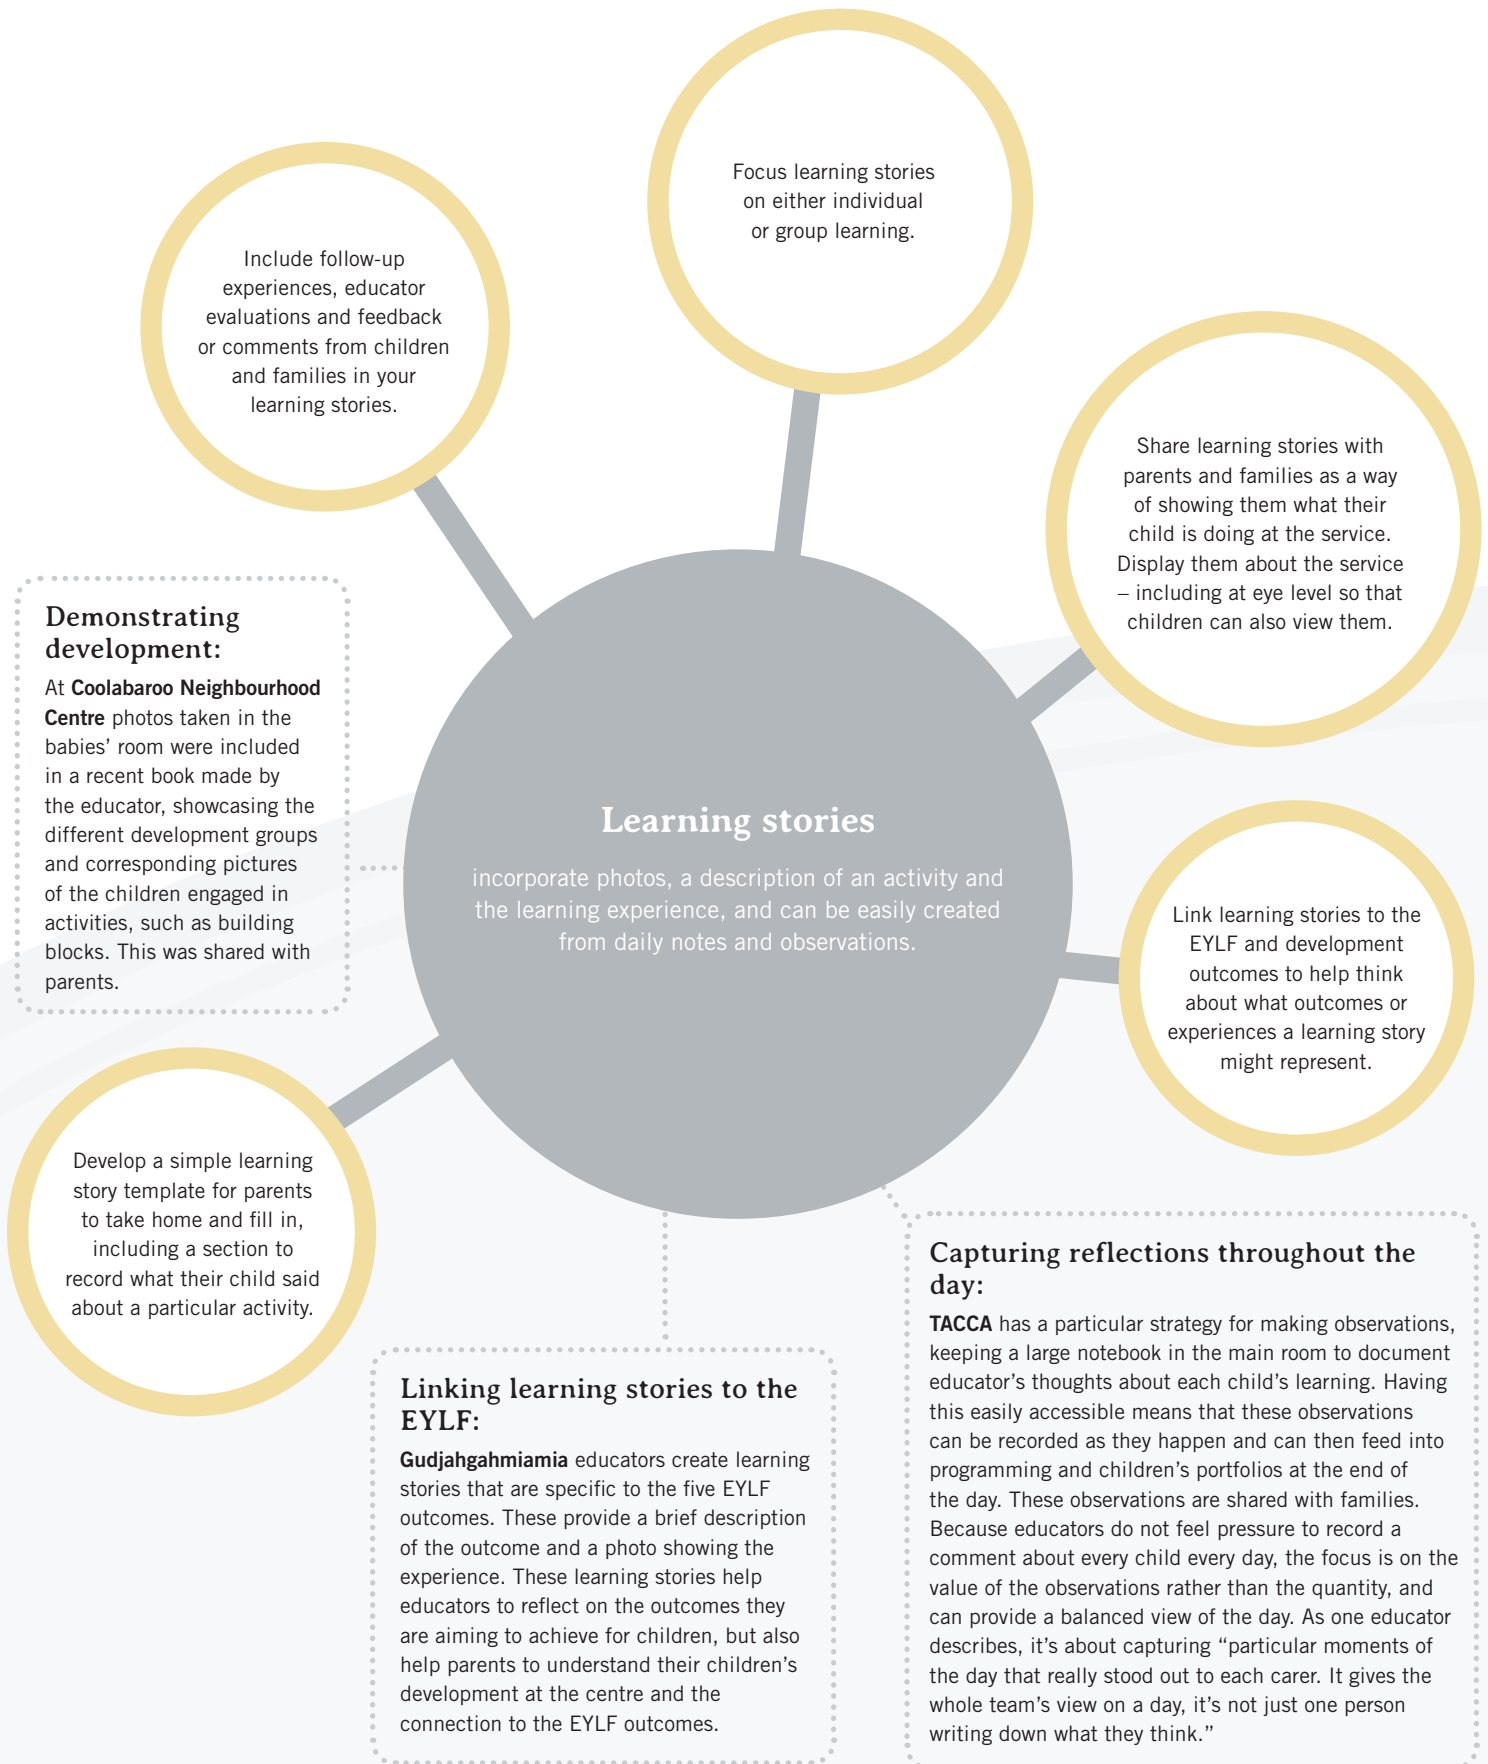 Focus learning stories
on either individual
or group learning.
Include follow-up
experiences, educator
evaluations and feedback
or comments from children
and families in your
learning stories.
Share learning stories with
parents and families as a way
of showing them what their
child is doing at the service.
Display them about the service
– including at eye level so that
children can also view them.
Demonstrating
development:
At Coolabaroo Neighbourhood
Centre photos taken in the
babies’ room were included
in a recent book made by
the educator, showcasing the
different development groups
and corresponding pictures
of the children engaged in
activities, such as building
blocks. This was shared with
parents.
Learning stories
incorporate photos, a description of an activity and
the learning experience, and can be easily created
from daily notes and observations.
Link learning stories to the
EYLF and development
outcomes to help think
about what outcomes or
experiences a learning story
might represent.
Develop a simple learning
story template for parents
to take home and fill in,
including a section to
record what their child said
about a particular activity.
Linking learning stories to the
EYLF:
Gudjahgahmiamia educators create learning
stories that are specific to the five EYLF
outcomes. These provide a brief description
of the outcome and a photo showing the
experience. These learning stories help
educators to reflect on the outcomes they
are aiming to achieve for children, but also
help parents to understand their children’s
development at the centre and the
connection to the EYLF outcomes.
Capturing reflections throughout the
day:
TACCA has a particular strategy for making observations,
keeping a large notebook in the main room to document
educator’s thoughts about each child’s learning. Having
this easily accessible means that these observations
can be recorded as they happen and can then feed into
programming and children’s portfolios at the end of
the day. These observations are shared with families.
Because educators do not feel pressure to record a
comment about every child every day, the focus is on the
value of the observations rather than the quantity, and
can provide a balanced view of the day. As one educator
describes, it’s about capturing “particular moments of
the day that really stood out to each carer. It gives the
whole team’s view on a day, it’s not just one person
writing down what they think.”